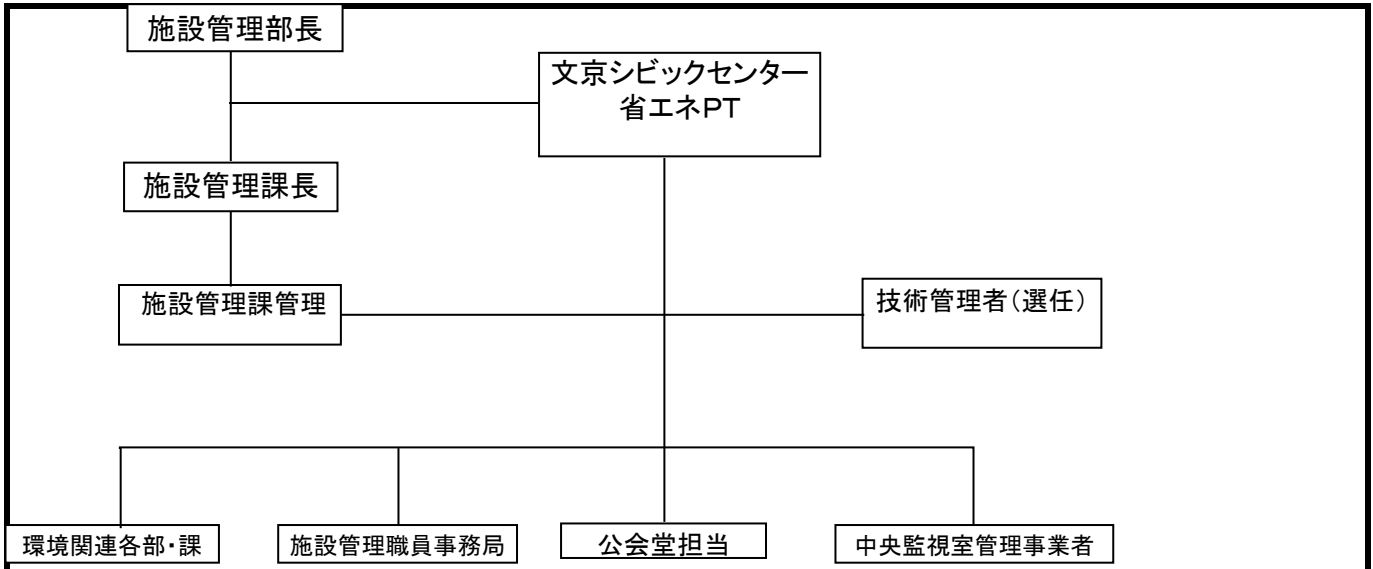 施設管理部長
文京シビックセンター
省エネPT
施設管理課長
施設管理課管理
技術管理者(選任)
環境関連各部・課
施設管理職員事務局
公会堂担当
中央監視室管理事業者